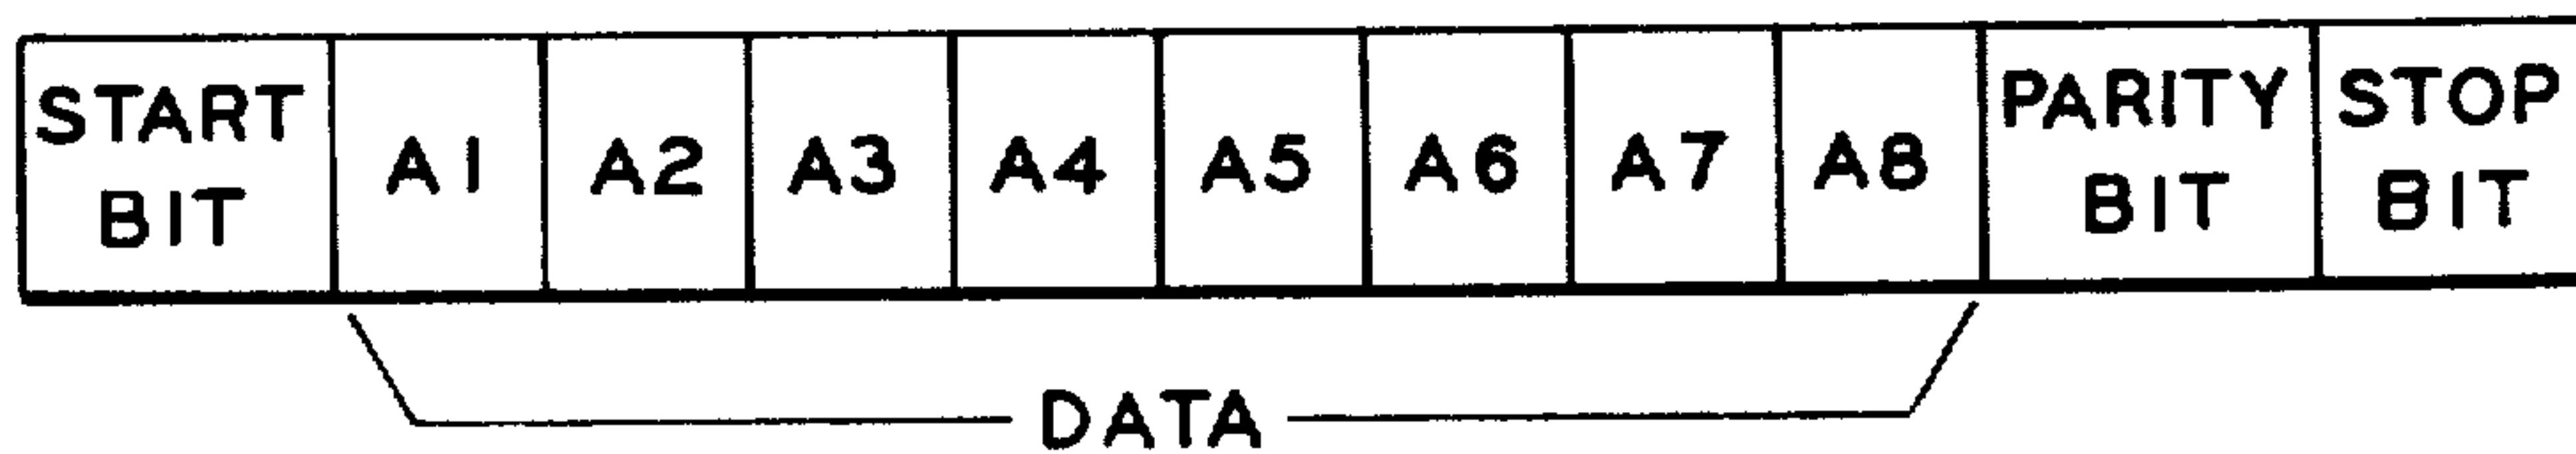 START BIT
A1
A2
A3
A4
A5
A6
A7
A8
PARITY BIT
STOP BIT
DATA